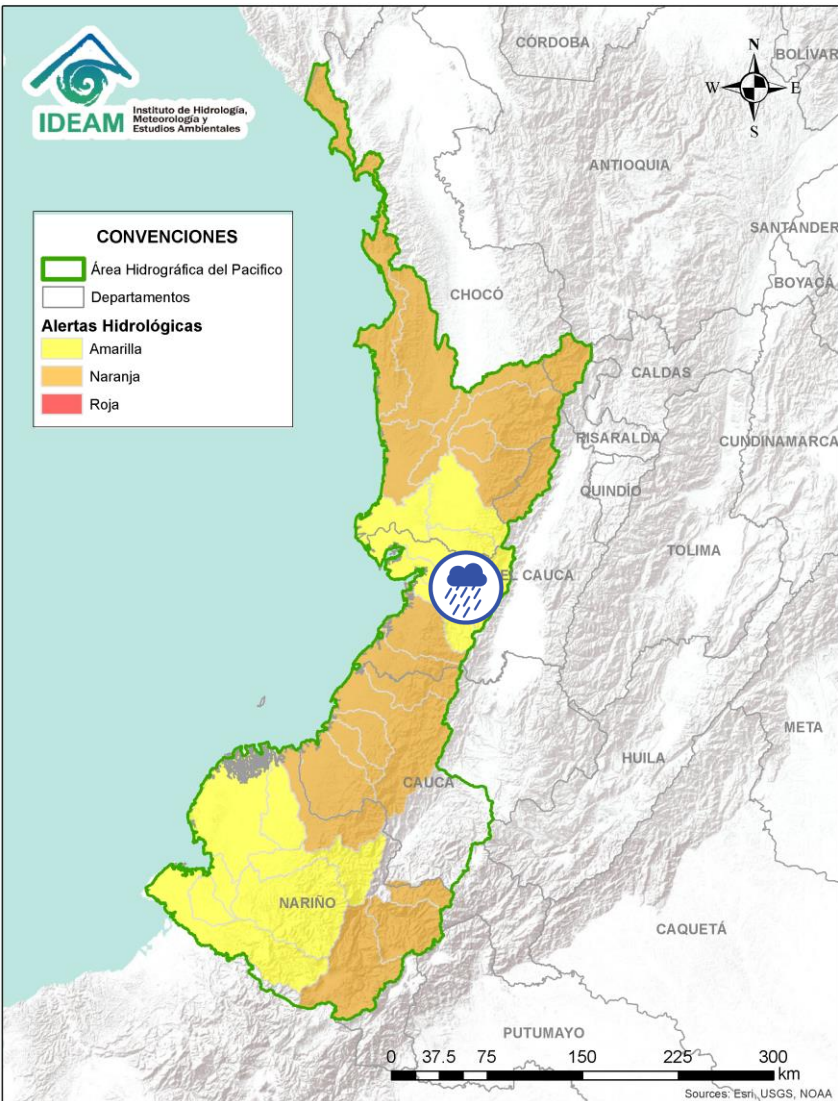 IDEAM
Instituto de Hidrología,
Meteorología y
Estudios Ambientales
N
W E
S
CÓRDOBA
BOLIVAR
ANTIOQUIA
SANTANDER
BOYACÁ
CHOCÓ
CALDAS
RISARALDA
CUNDINAMARCA
QUINDÍO
TOLIMA
EL CAUCA
META
HUILA
CAUCA
NARIÑO
CAQUETÁ
PUTUMAYO
CONVENCIONES
Área Hidrográfica del Pacifico
Departamentos
Alertas Hidrológicas
Amarilla
Naranja
Roja
0 37.5 75 150 225 300
km
Sources: Esri, USGS, NOAA